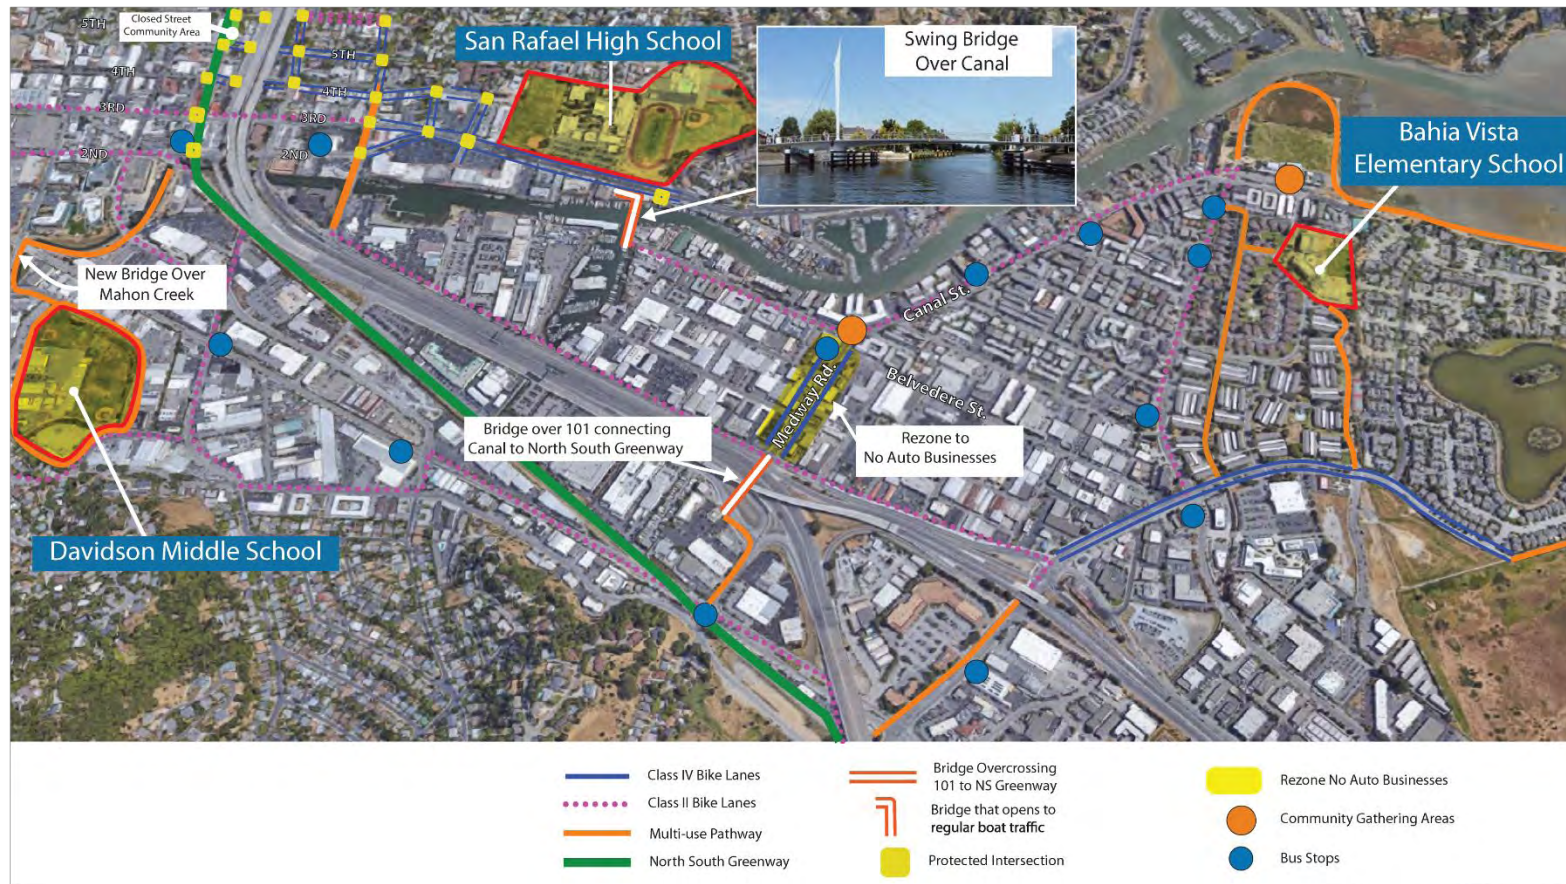 5TH
Closed Street
Community Area
San Rafael High School
Swing Bridge
Over Canal
5TH
4TH
4TH
3RD
3RD
2ND
2ND
Bahia Vista
Elementary School
New Bridge Over
Mahon Creek
Canal St.
Medway Rd.
Belvedere St.
Bridge over 101 connecting
Canal to North South Greenway
Rezone to
No Auto Businesses
Davidson Middle School
Class IV Bike Lanes
Class II Bike Lanes
Multi-use Pathway
North South Greenway
Bridge Overcrossing
101 to NS Greenway
Bridge that opens to
regular boat traffic
Protected Intersection
Rezone No Auto Businesses
Community Gathering Areas
Bus Stops